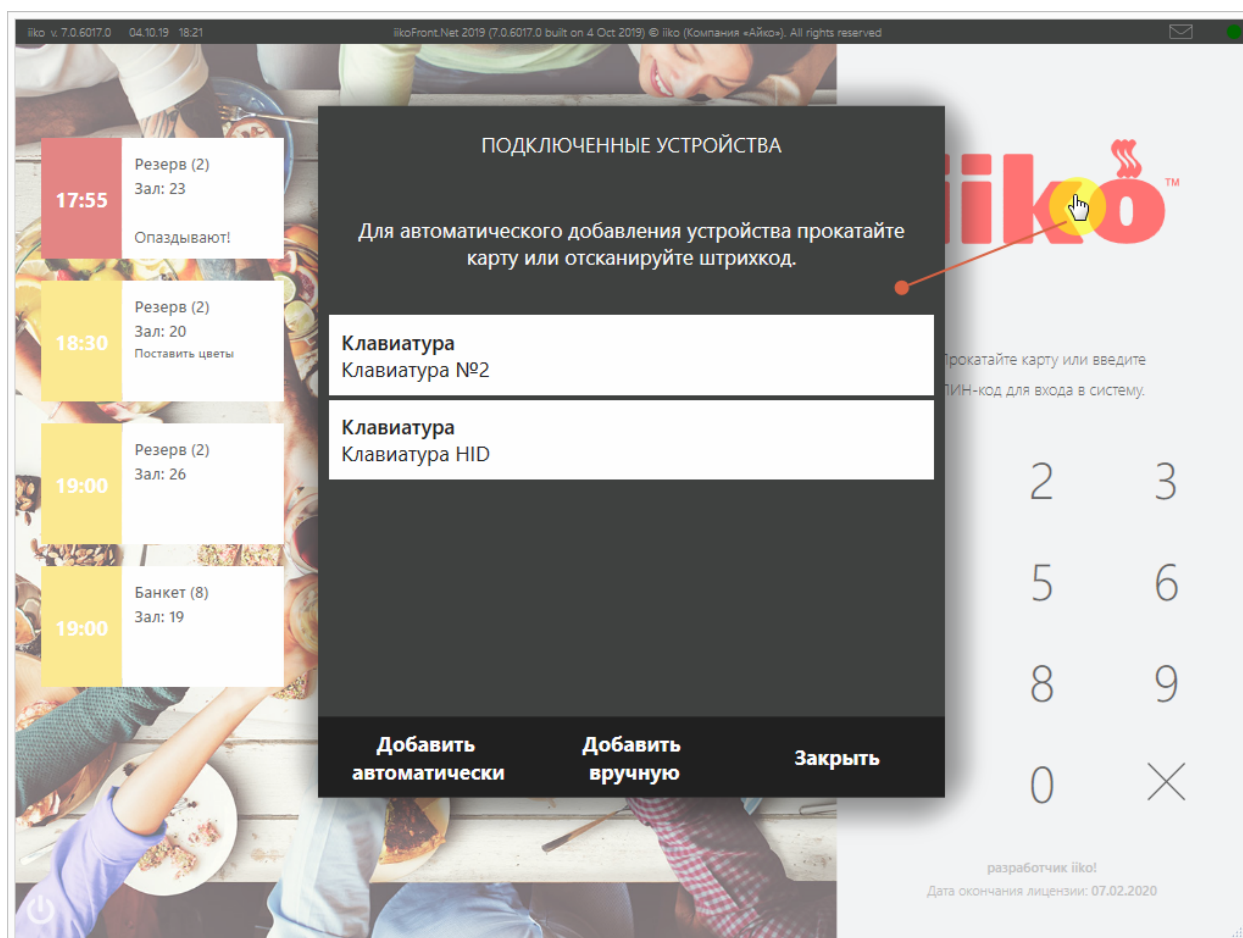 iiko v. 7.0.6017.0 04.10.19 18:21
iikoFront.Net 2019 (7.0.6017.0 built on 4 Oct 2019) © iiko (Компания «Айко»). All rights reserved
17:55
Резерв (2)
Зал: 23
Опаздывают!
18:30
Резерв (2)
Зал: 20
Поставить цветы
19:00
Резерв (2)
Зал: 26
19:00
Банкет (8)
Зал: 19
ПОДКЛЮЧЕННЫЕ УСТРОЙСТВА
Для автоматического добавления устройства прокатайте
карту или отсканируйте штрихкод.
Клавиатура
Клавиатура №2
Клавиатура
Клавиатура HID
Добавить
автоматически
Добавить
вручную
Закрыть
iiko™
Прокатайте карту или введите
ПИН-код для входа в систему.
2 3
5 6
8 9
0
разработчик iiko!
Дата окончания лицензии: 07.02.2020